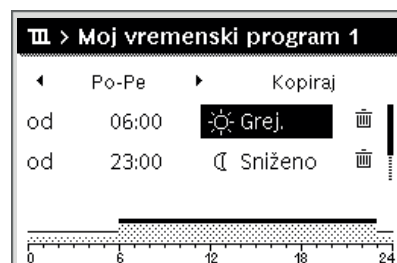 > Moj vremenski program 1
Po-Pe Kopiraj
od 06:00 Grej.
od 23:00 Sniženo
0 6 12 18 24